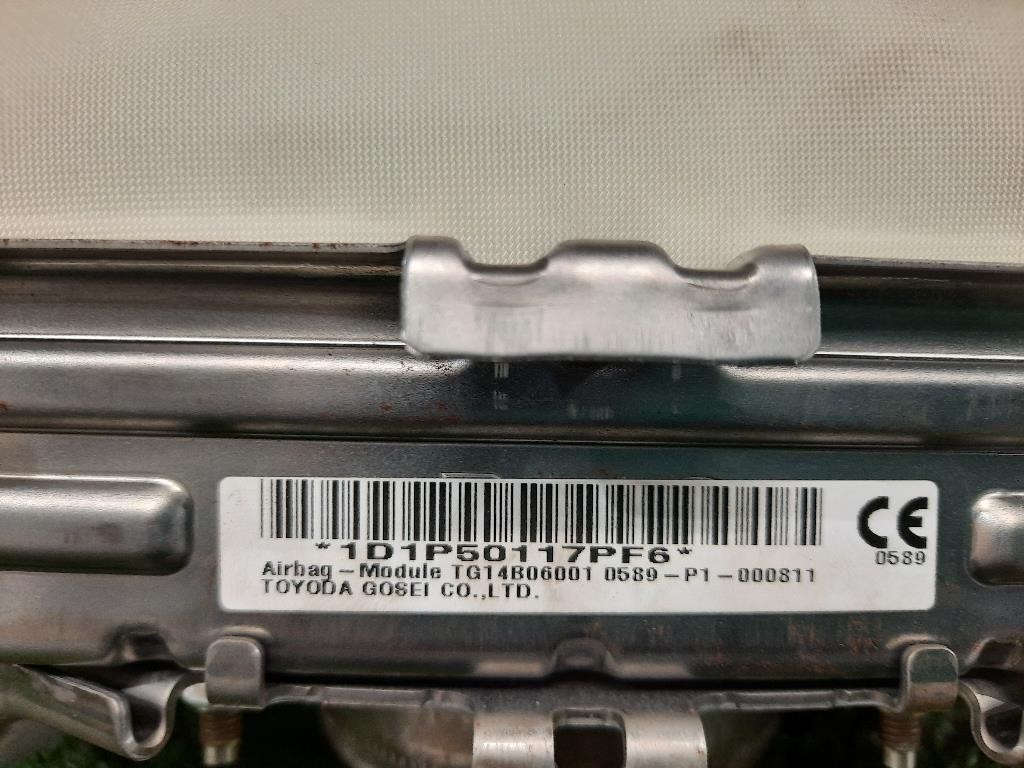 *1D1P50117PF6*
CE
0589
Airbag-Module TG14B06001 0589-P1-000811
TOYODA GOSEI CO.,LTD.